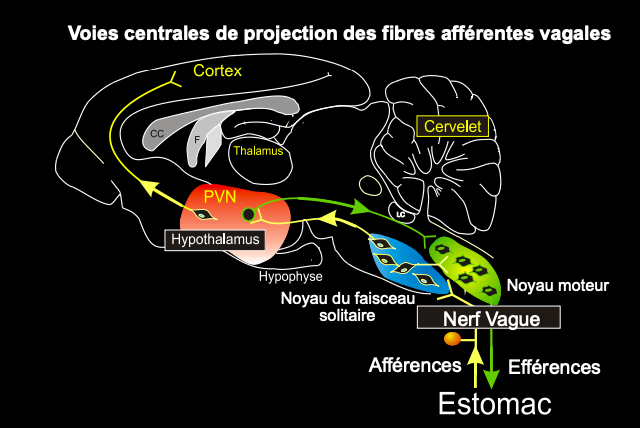 Voies centrales de projection des fibres afférentes vagales
Cortex
CC
F
Thalamus
Cervelet
PVN
LC
Hypothalamus
Hypophyse
Noyau du faisceau
solitaire
Noyau moteur
Nerf Vague
Afférences
Efférences
Estomac